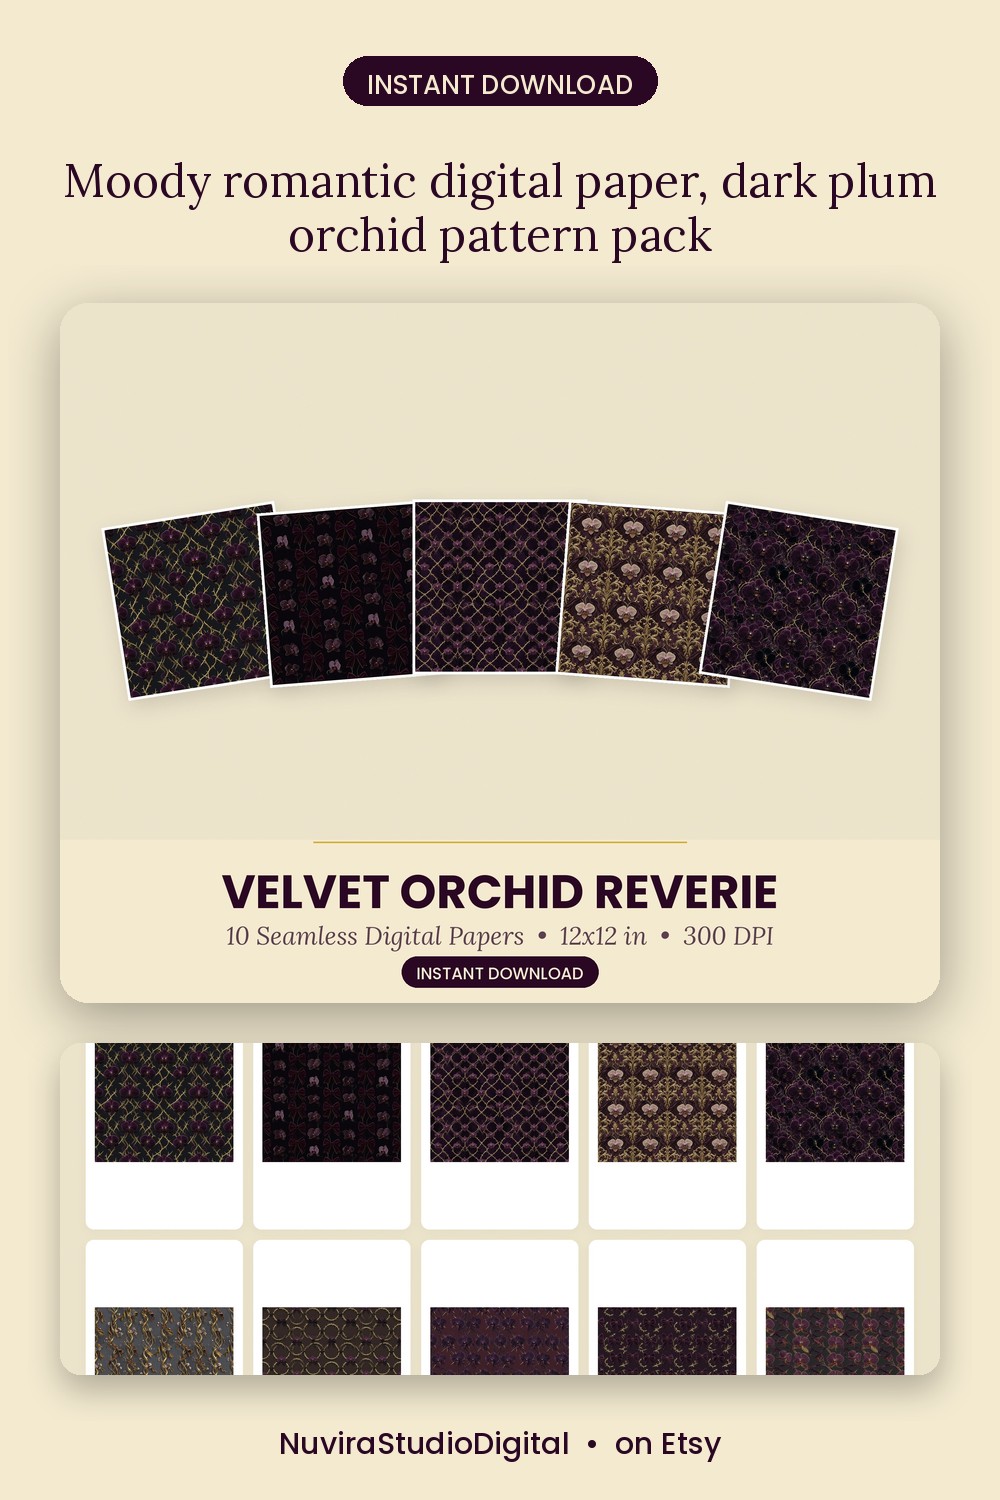 INSTANT DOWNLOAD
Moody romantic digital paper, dark plum
orchid pattern pack
VELVET ORCHID REVERIE
10 Seamless Digital Papers • 12x12 in • 300 DPI
INSTANT DOWNLOAD
NuviraStudioDigital • on Etsy